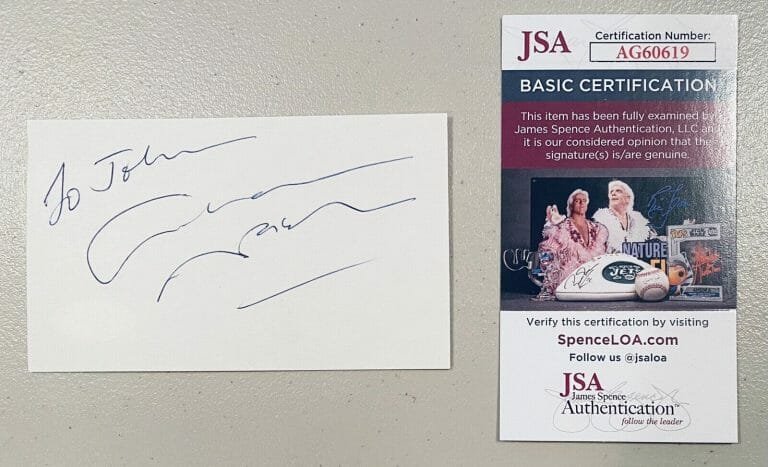 To John
JSA
Certification Number:
AG60619
BASIC CERTIFICATION
This item has been fully examined by
James Spence Authentication, LLC and
it is our considered opinion that the
signature(s) is/are genuine.
NATURE
JETS
Verify this certification by visiting
SpenceLOA.com
Follow us @jsaloa
JSA
James Spence
Authentication™
follow the leader